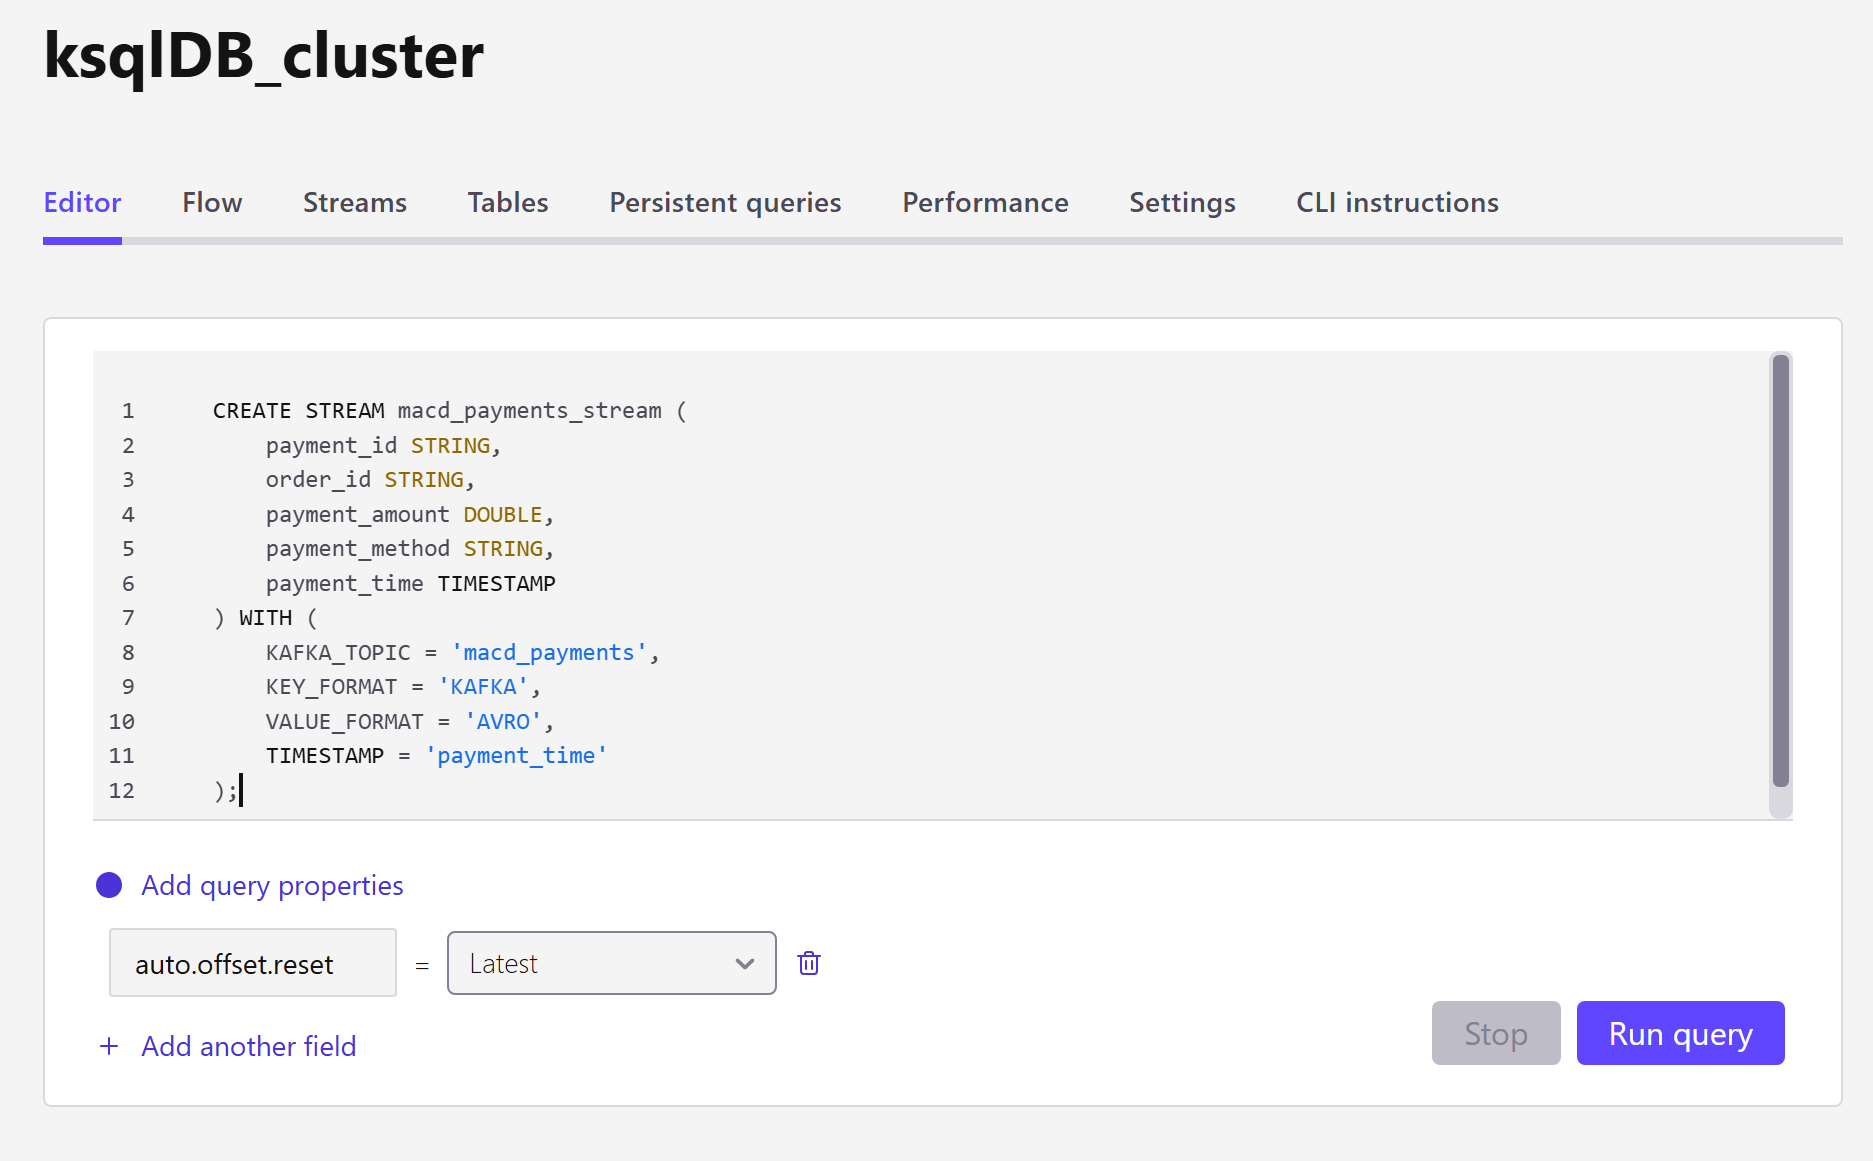 ksqlDB_cluster
Editor Flow Streams Tables Persistent queries Performance Settings CLI instructions
1 CREATE STREAM macd_payments_stream (
2     payment_id STRING,
3     order_id STRING,
4     payment_amount DOUBLE,
5     payment_method STRING,
6     payment_time TIMESTAMP
7 ) WITH (
8     KAFKA_TOPIC = 'macd_payments',
9     KEY_FORMAT = 'KAFKA',
10     VALUE_FORMAT = 'AVRO',
11     TIMESTAMP = 'payment_time'
12 );
Add query properties
auto.offset.reset = Latest
+ Add another field
Stop Run query